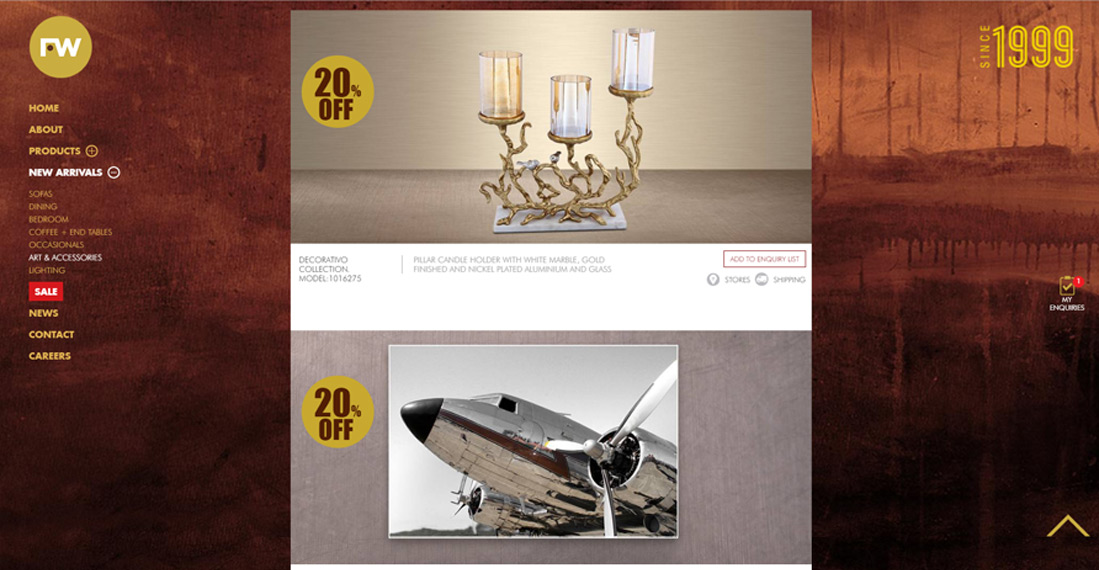 FW
HOME
ABOUT
PRODUCTS
NEW ARRIVALS
SOFAS
DINING
BEDROOM
COFFEE + END TABLES
OCCASIONALS
ART & ACCESSORIES
LIGHTING
SALE
NEWS
CONTACT
CAREERS
20%
OFF
DECORATIVO
COLLECTION.
MODEL:1016275
PILLAR CANDLE HOLDER WITH WHITE MARBLE, GOLD
FINISHED AND NICKEL PLATED ALUMINIUM AND GLASS
ADD TO ENQUIRY LIST
STORES SHIPPING
20%
OFF
SINCE 1999
1
MY
ENQUIRIES